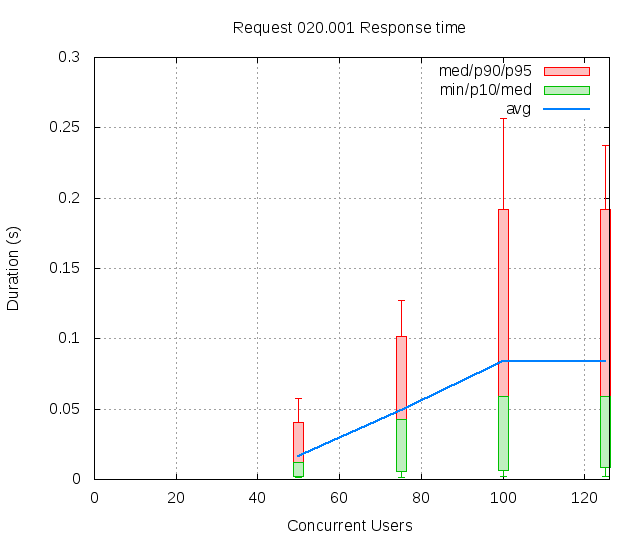 Request 020.001 Response time
med/p90/p95
min/p10/med
avg
0.3
0.25
0.2
0.15
0.1
0.05
0
Duration (s)
0 20 40 60 80 100 120
Concurrent Users